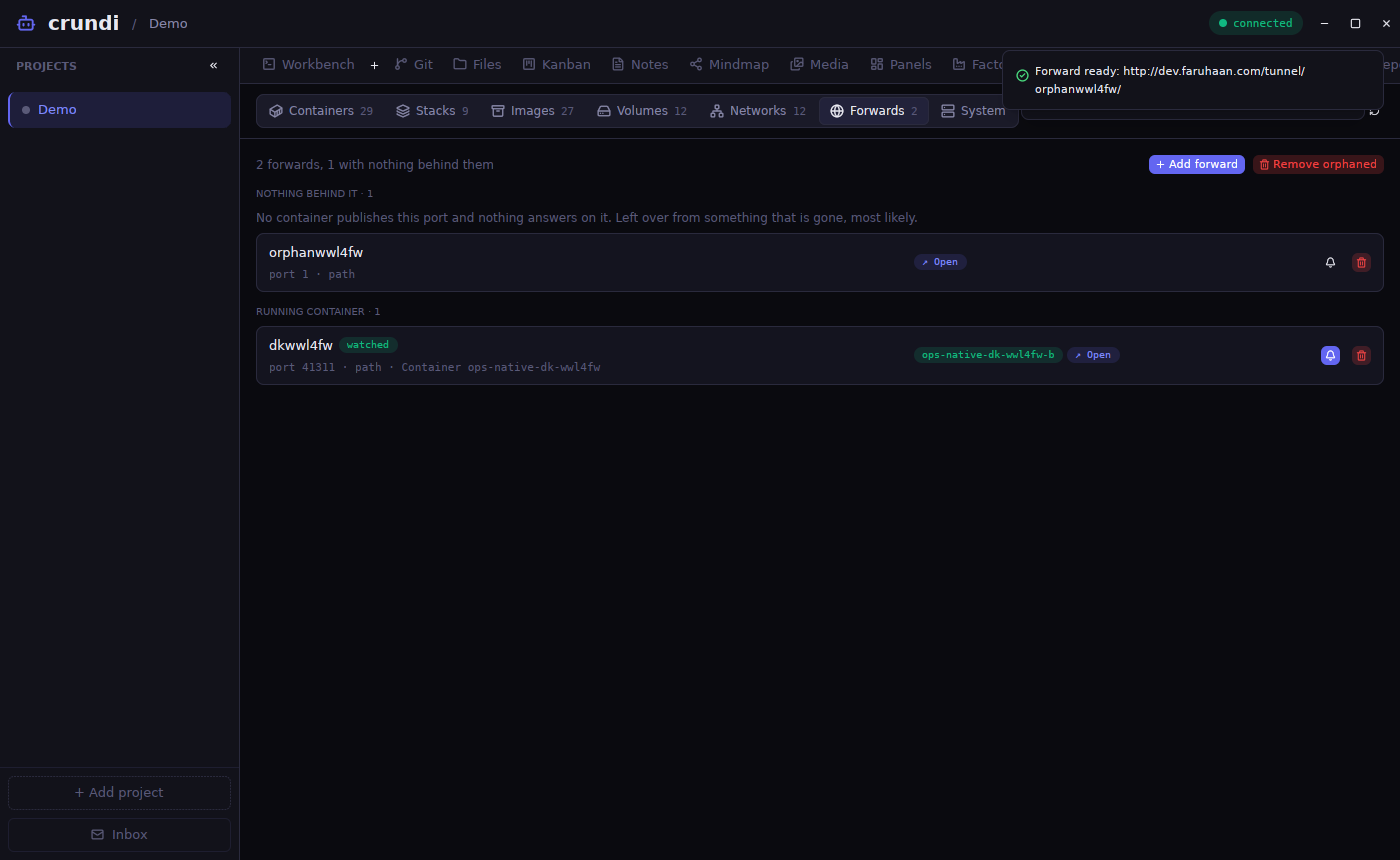 crundi / Demo
connected
PROJECTS
«
Demo
+ Add project
Inbox
Workbench
+
Git
Files
Kanban
Notes
Mindmap
Media
Panels
Forward ready: http://dev.faruhaan.com/tunnel/
orphanwwl4fw/
Containers 29
Stacks 9
Images 27
Volumes 12
Networks 12
Forwards 2
System
2 forwards, 1 with nothing behind them
+ Add forward
Remove orphaned
NOTHING BEHIND IT · 1
No container publishes this port and nothing answers on it. Left over from something that is gone, most likely.
orphanwwl4fw
port 1 · path
↗ Open
RUNNING CONTAINER · 1
dkwwl4fw watched
port 41311 · path · Container ops-native-dk-wwl4fw
ops-native-dk-wwl4fw-b
↗ Open